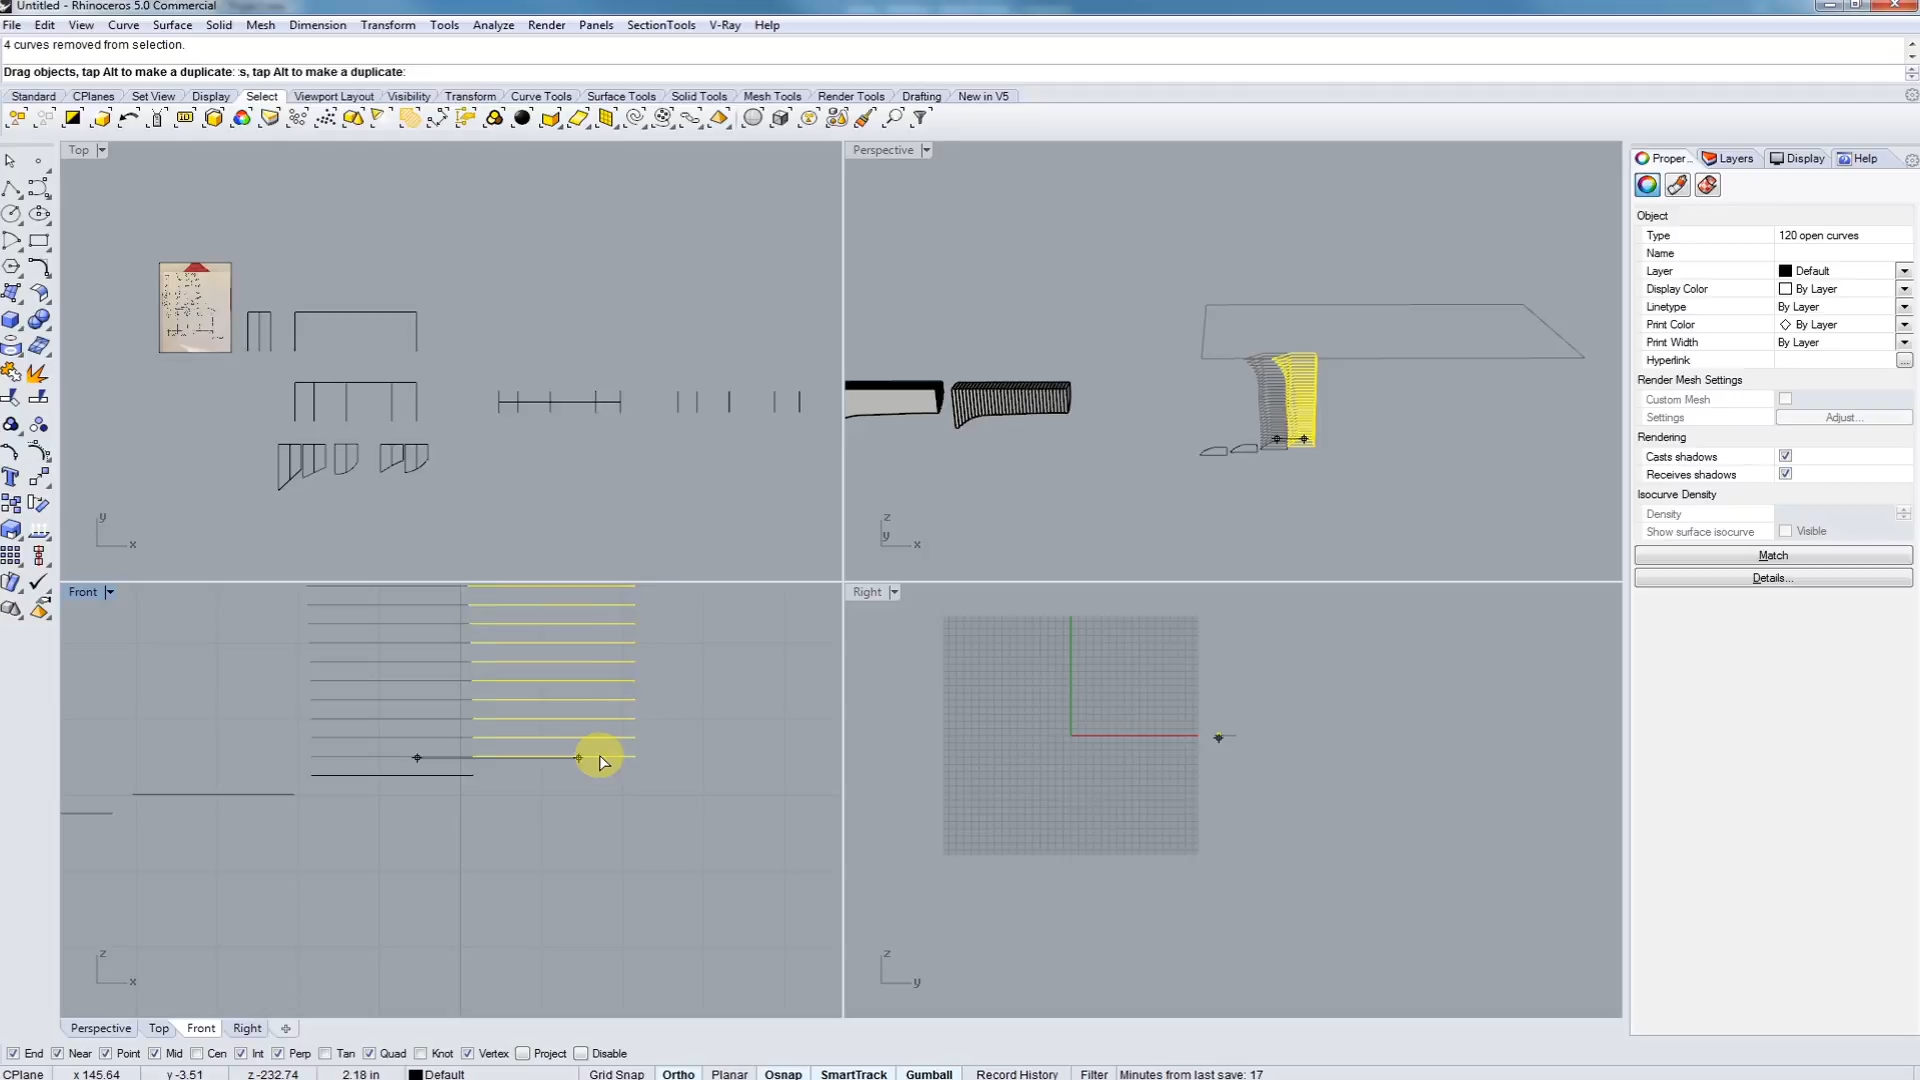 Untitled - Rhinoceros 5.0 Commercial
File Edit View Curve Surface Solid Mesh Dimension Transform Tools Analyze Render Panels SectionTools V-Ray Help
4 curves removed from selection.
Drag objects, tap Alt to make a duplicate: s, tap Alt to make a duplicate:
Standard CPlanes Set View Display Select Viewport Layout Visibility Transform Curve Tools Surface Tools Solid Tools Mesh Tools Render Tools Drafting New in V5
Top
Perspective
Front
Right
y
x
z
y
x
z
x
z
y
Proper... Layers Display Help
Object
Type 120 open curves
Name
Layer Default
Display Color By Layer
Linetype By Layer
Print Color By Layer
Print Width By Layer
Hyperlink ...
Render Mesh Settings
Custom Mesh
Settings Adjust...
Rendering
Casts shadows
Receives shadows
Isocurve Density
Density
Show surface isocurve Visible
Match
Details...
Perspective Top Front Right
End Near Point Mid Cen Int Perp Tan Quad Knot Vertex Project Disable
CPlane x 145.64 y -3.51 z -232.74 2.18 in Default Grid Snap Ortho Planar Osnap SmartTrack Gumball Record History Filter Minutes from last save: 17